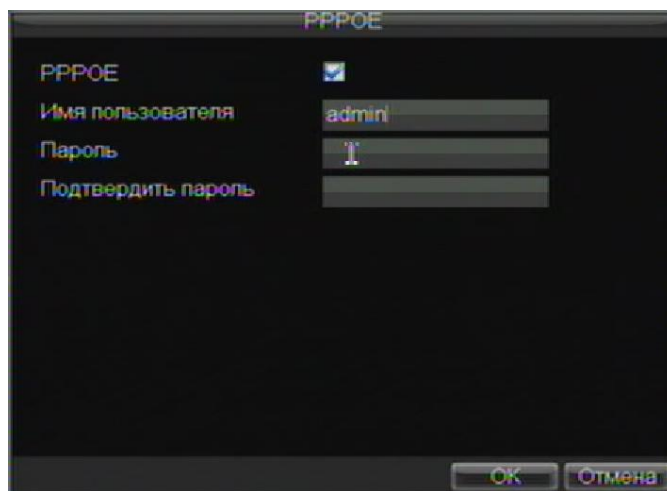 PPPOE
PPPOE
Имя пользователя admin
Пароль
Подтвердить пароль
OK Отмена